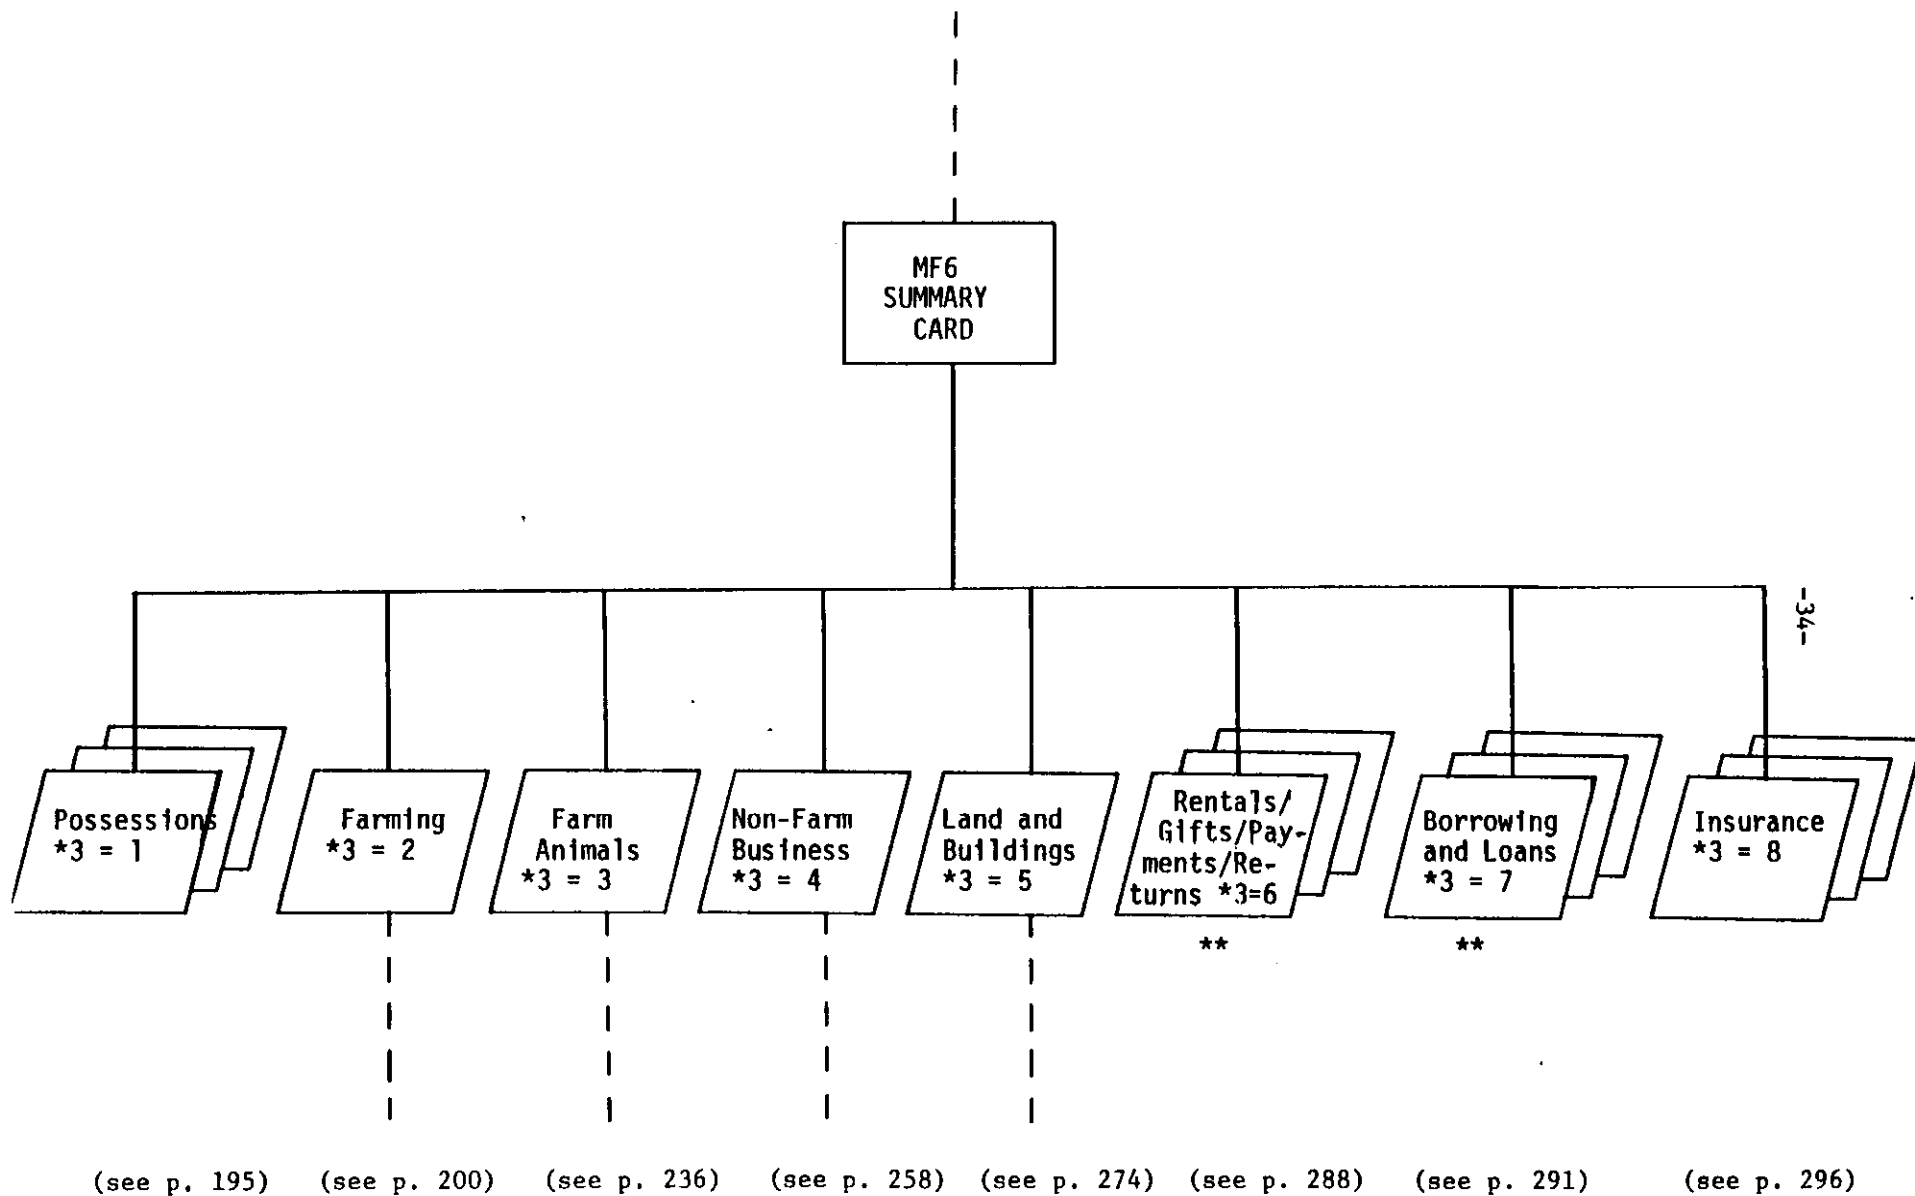 MF6
SUMMARY
CARD
-34-
Possessions
*3 = 1
Farming
*3 = 2
Farm
Animals
*3 = 3
Non-Farm
Business
*3 = 4
Land and
Buildings
*3 = 5
Rentals/
Gifts/Pay-
ments/Re-
turns *3=6
**
Borrowing
and Loans
*3 = 7
**
Insurance
*3 = 8
(see p. 195) (see p. 200) (see p. 236) (see p. 258) (see p. 274) (see p. 288) (see p. 291) (see p. 296)